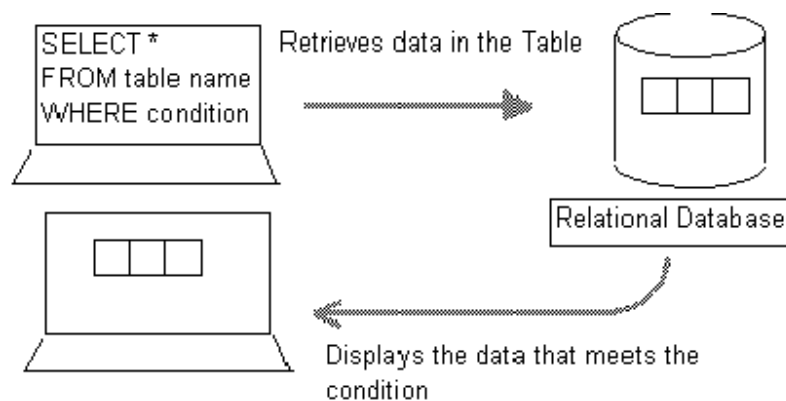 SELECT *
FROM table name
WHERE condition
Retrieves data in the Table
Relational Database
Displays the data that meets the
condition